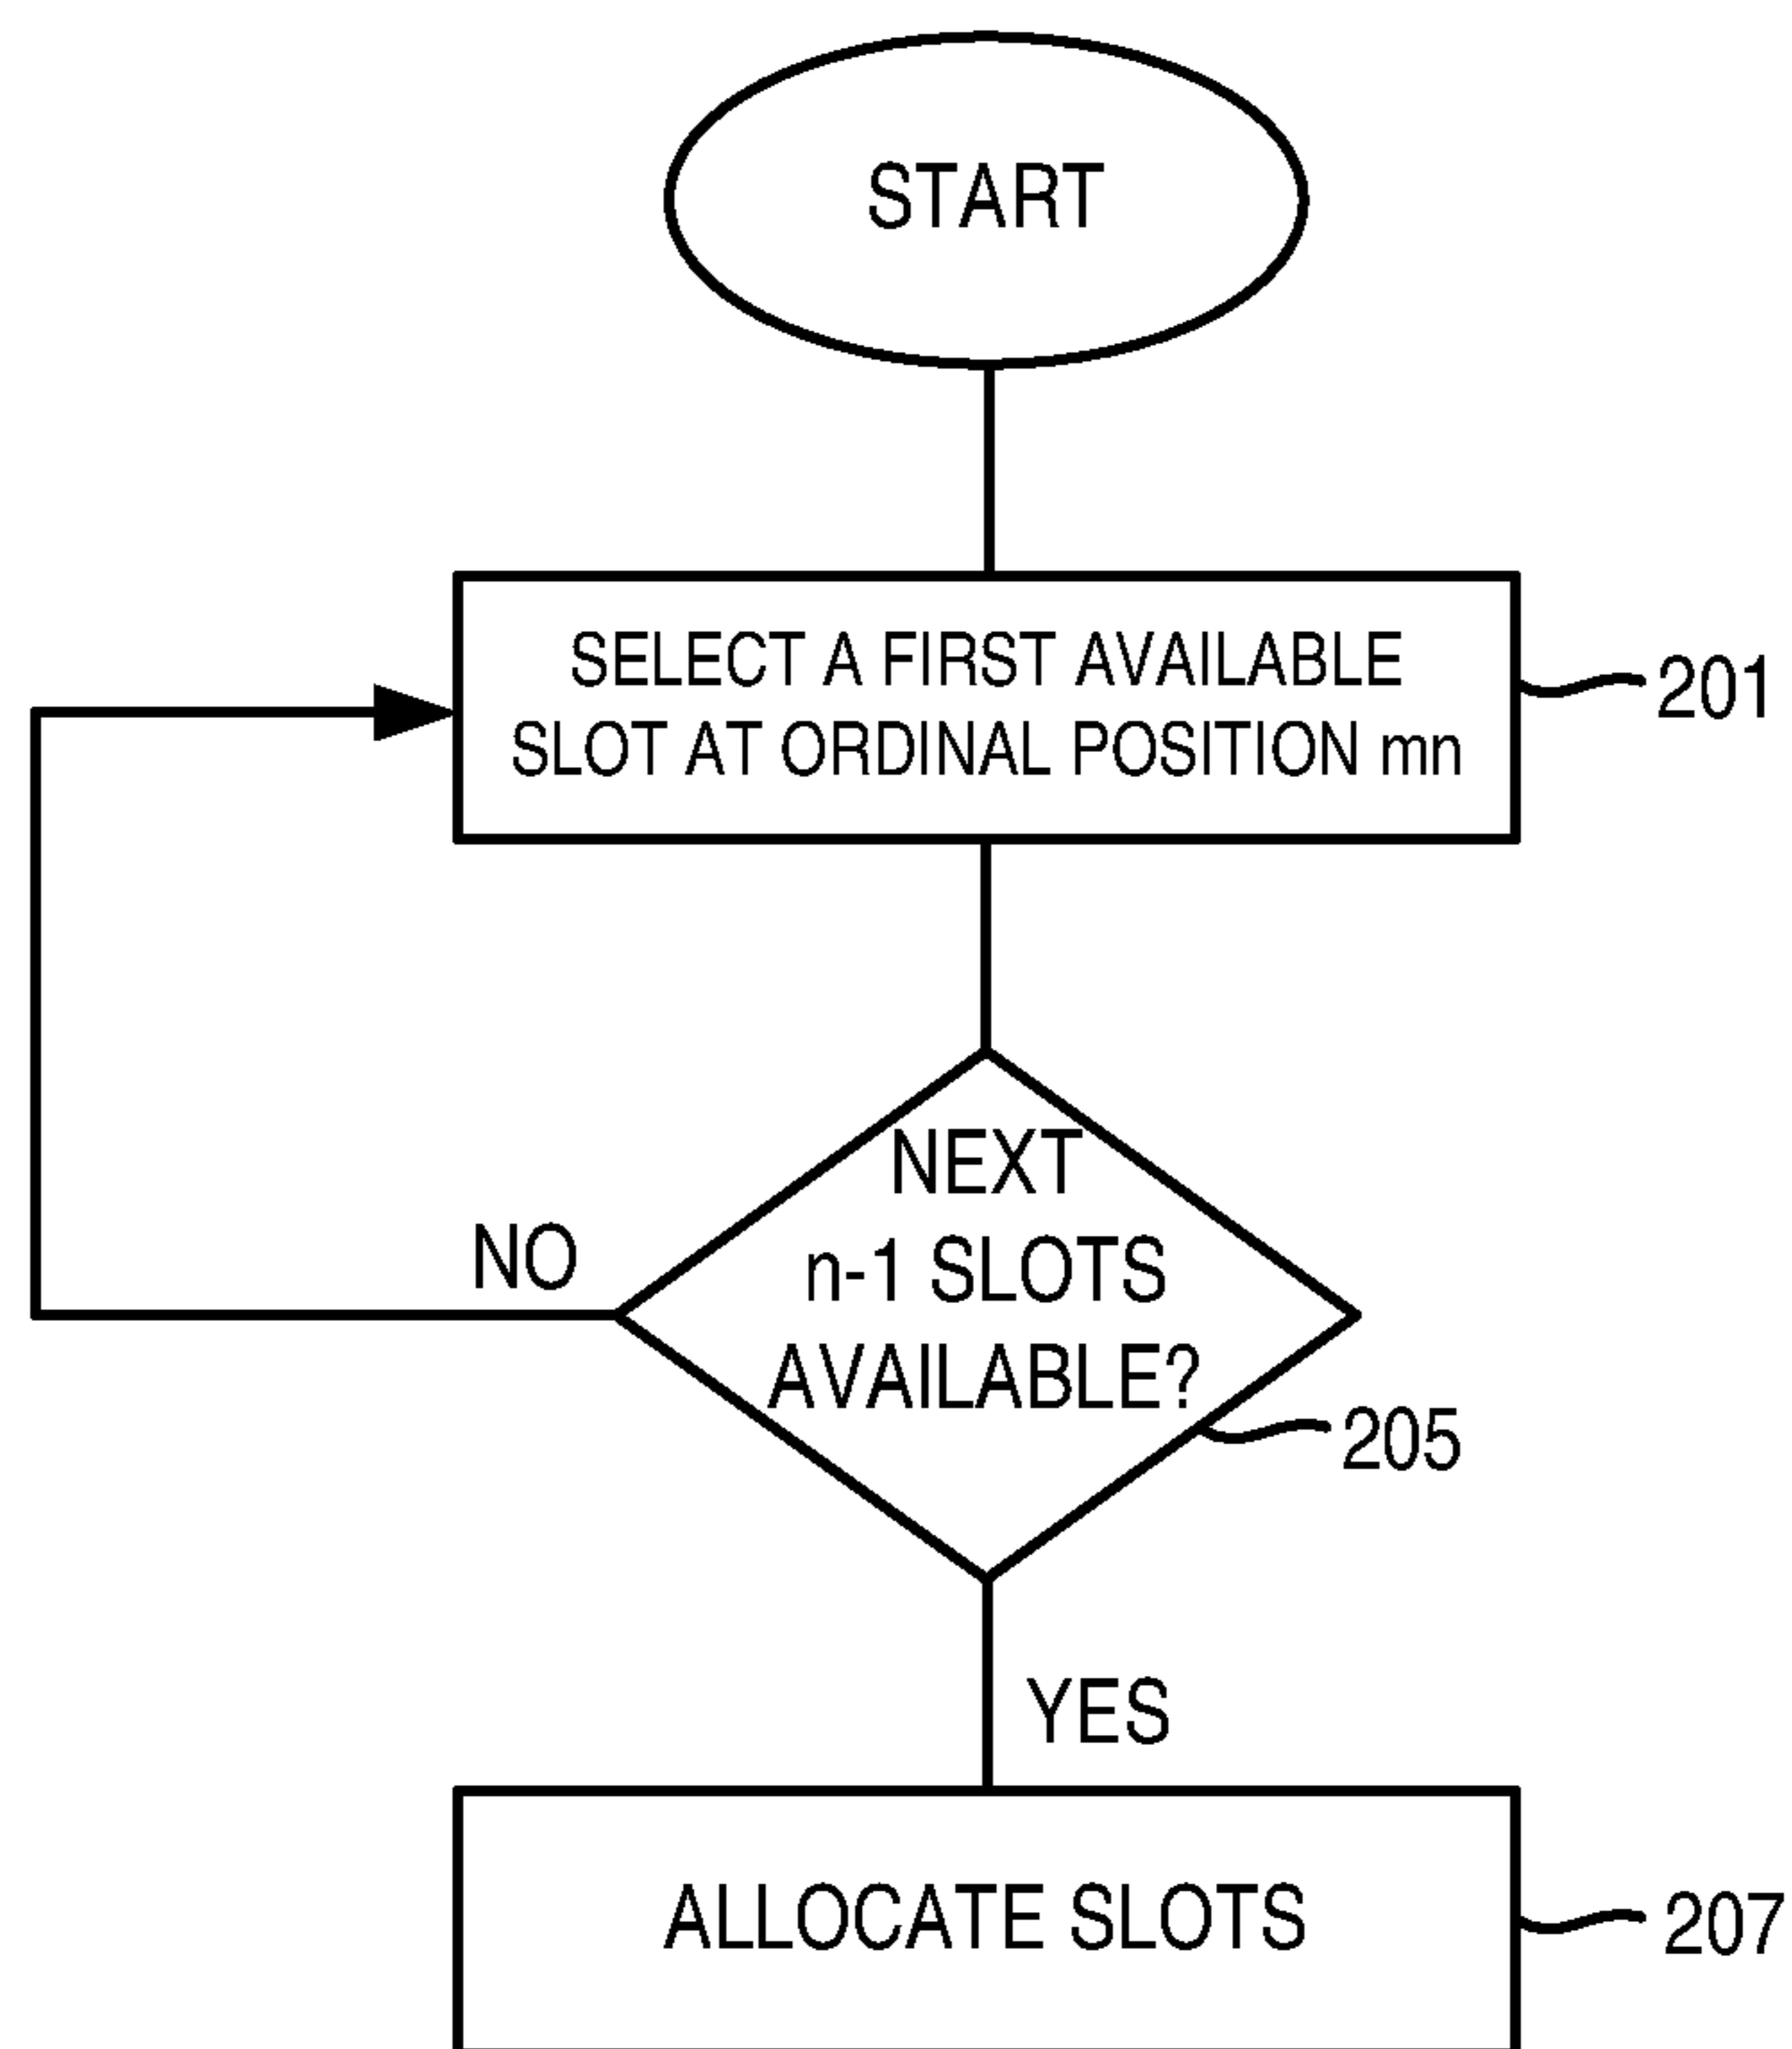 START
SELECT A FIRST AVAILABLE
SLOT AT ORDINAL POSITION mn
201
NEXT
n-1 SLOTS
AVAILABLE?
NO
205
YES
ALLOCATE SLOTS
207